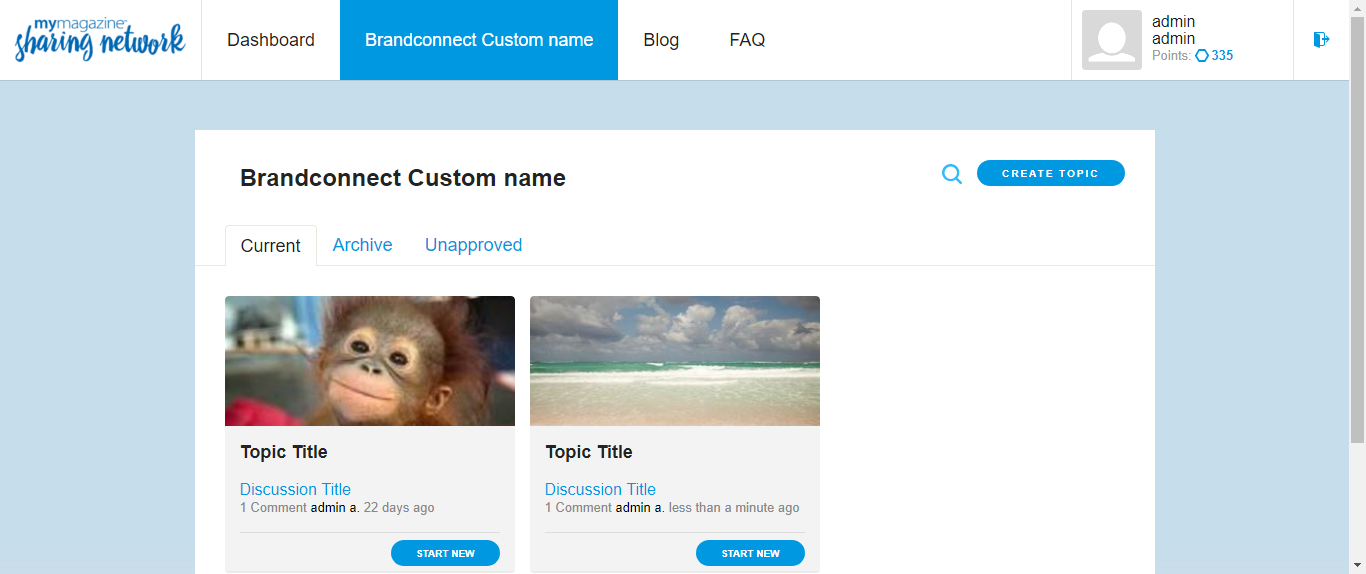 mymagazine
sharing network
Dashboard
Brandconnect Custom name
Blog
FAQ
admin
admin
Points: 335
Brandconnect Custom name
CREATE TOPIC
Current
Archive
Unapproved
Topic Title
Discussion Title
1 Comment admin a. 22 days ago
START NEW
Topic Title
Discussion Title
1 Comment admin a. less than a minute ago
START NEW